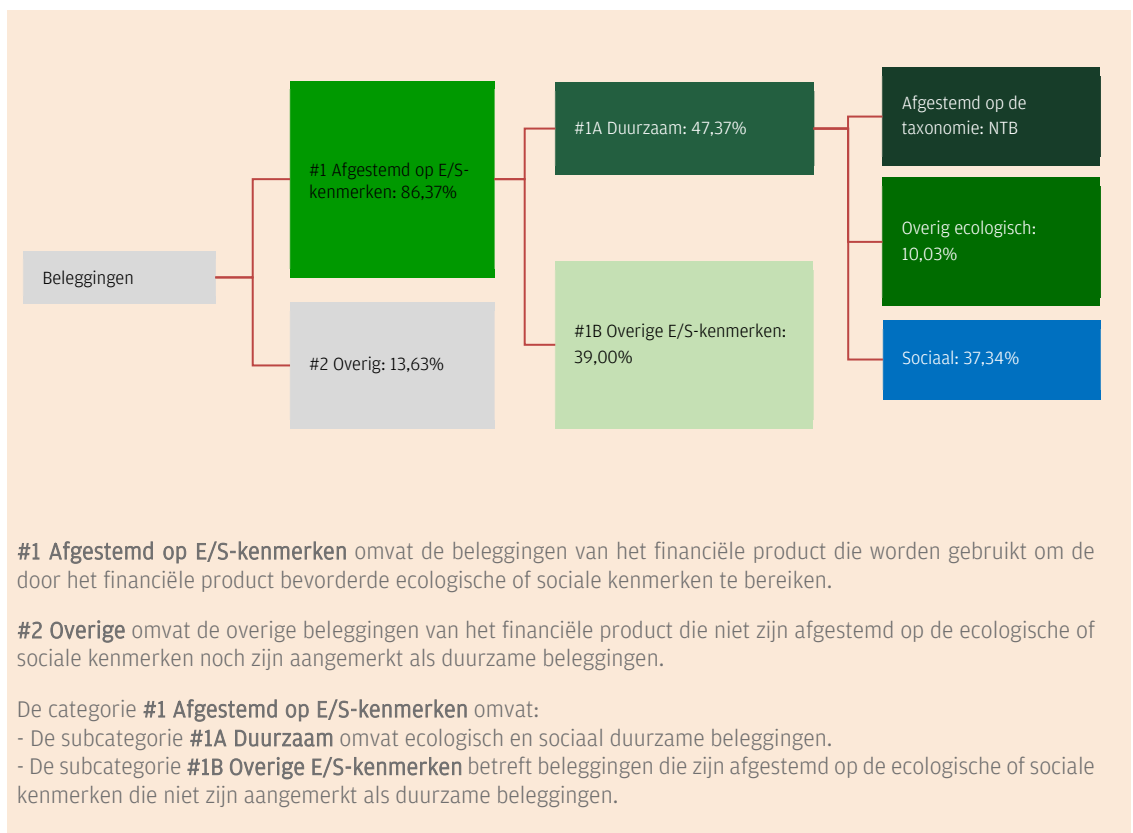 Beleggingen
#1 Afgestemd op E/S-
kenmerken: 86,37%
#2 Overig: 13,63%
#1A Duurzaam: 47,37%
#1B Overige E/S-kenmerken:
39,00%
Afgestemd op de
taxonomie: NTB
Overig ecologisch:
10,03%
Sociaal: 37,34%
#1 Afgestemd op E/S-kenmerken omvat de beleggingen van het financiële product die worden gebruikt om de
door het financiële product bevorderde ecologische of sociale kenmerken te bereiken.
#2 Overige omvat de overige beleggingen van het financiële product die niet zijn afgestemd op de ecologische of
sociale kenmerken noch zijn aangemerkt als duurzame beleggingen.
De categorie #1 Afgestemd op E/S-kenmerken omvat:
- De subcategorie #1A Duurzaam omvat ecologisch en sociaal duurzame beleggingen.
- De subcategorie #1B Overige E/S-kenmerken betreft beleggingen die zijn afgestemd op de ecologische of sociale
kenmerken die niet zijn aangemerkt als duurzame beleggingen.